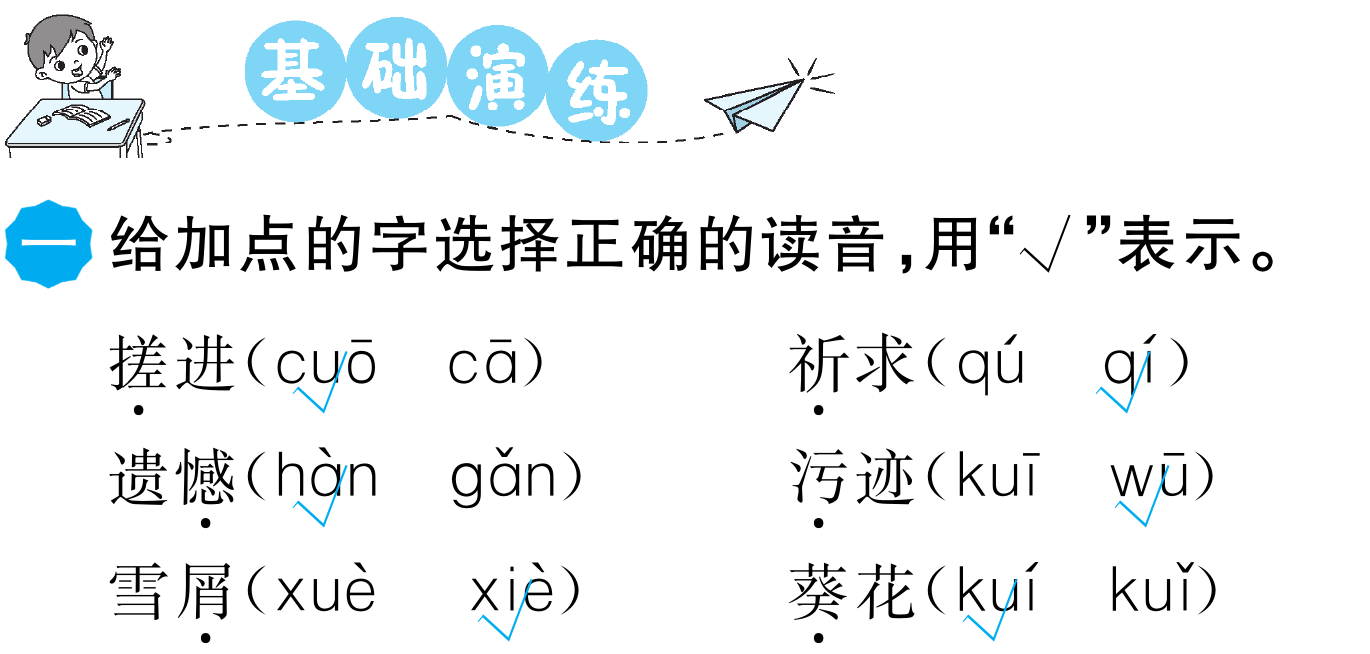 基础演练
一 给加点的字选择正确的读音,用“√”表示。
搓进(cuō√ cā) 祈求(qú qí√)
遗憾(hàn√ gǎn) 污迹(kuī wū√)
雪屑(xuè xiè√) 葵花(kuí√ kuǐ)